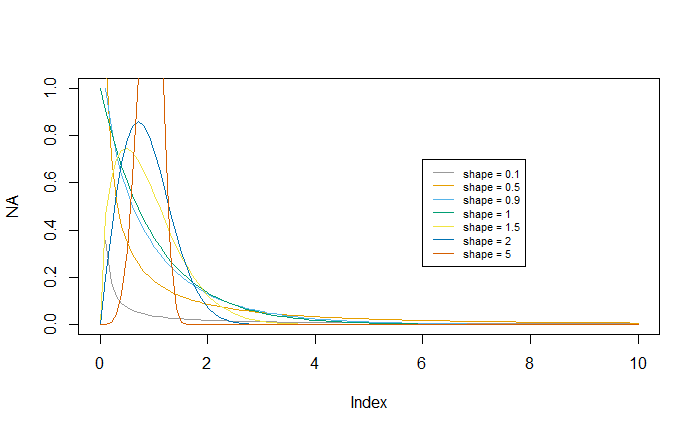 1.0
0.8
0.6
0.4
0.2
0.0
NA
shape = 0.1
shape = 0.5
shape = 0.9
shape = 1
shape = 1.5
shape = 2
shape = 5
0 2 4 6 8 10
Index